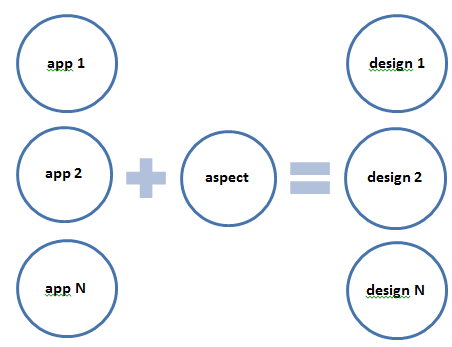 app 1
design 1
app 2
aspect
design 2
app N
design N